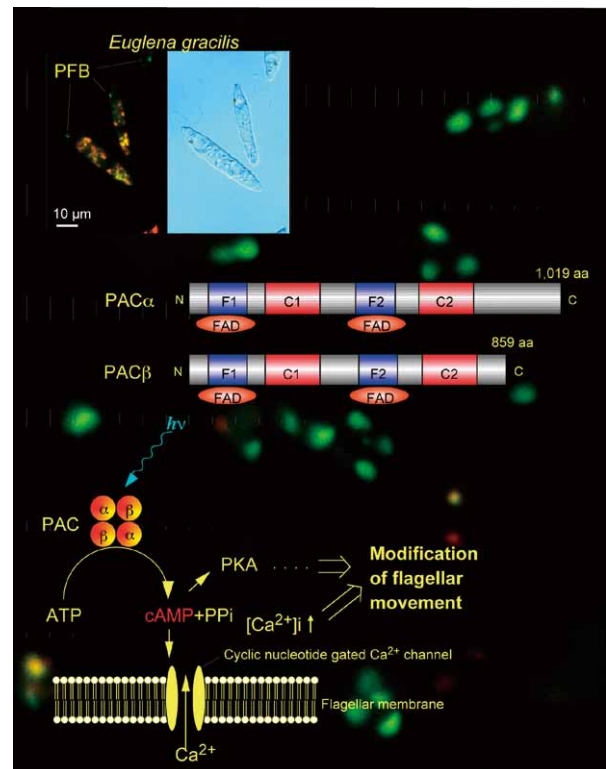 Euglena gracilis
PFB
10 µm
1,019 aa
PACα N F1 C1 F2 C2 C
FAD FAD
859 aa
PACβ N F1 C1 F2 C2 C
FAD FAD
hν
PAC α β
β α
PKA
Modification
of flagellar
movement
ATP cAMP+PPi
[Ca²⁺]i ↑
Cyclic nucleotide gated Ca²⁺ channel
Flagellar membrane
Ca²⁺